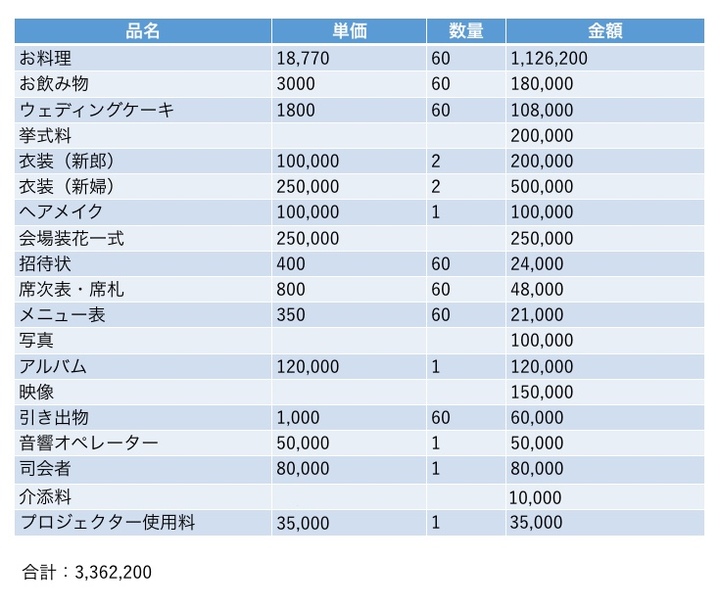 品名 単価 数量 金額
お料理 18,770 60 1,126,200
お飲み物 3000 60 180,000
ウェディングケーキ 1800 60 108,000
挙式料 200,000
衣装（新郎） 100,000 2 200,000
衣装（新婦） 250,000 2 500,000
ヘアメイク 100,000 1 100,000
会場装花一式 250,000 250,000
招待状 400 60 24,000
席次表・席札 800 60 48,000
メニュー表 350 60 21,000
写真 100,000
アルバム 120,000 1 120,000
映像 150,000
引き出物 1,000 60 60,000
音響オペレーター 50,000 1 50,000
司会者 80,000 1 80,000
介添料 10,000
プロジェクター使用料 35,000 1 35,000
合計：3,362,200